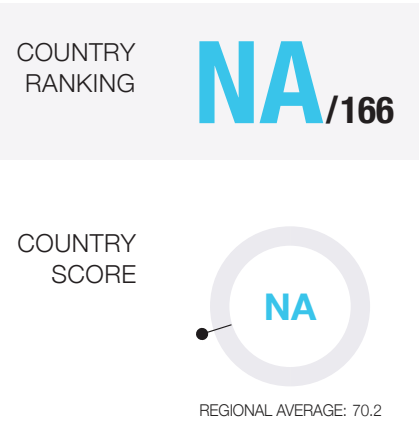 COUNTRY
RANKING
NA/166
COUNTRY
SCORE
NA
REGIONAL AVERAGE: 70.2